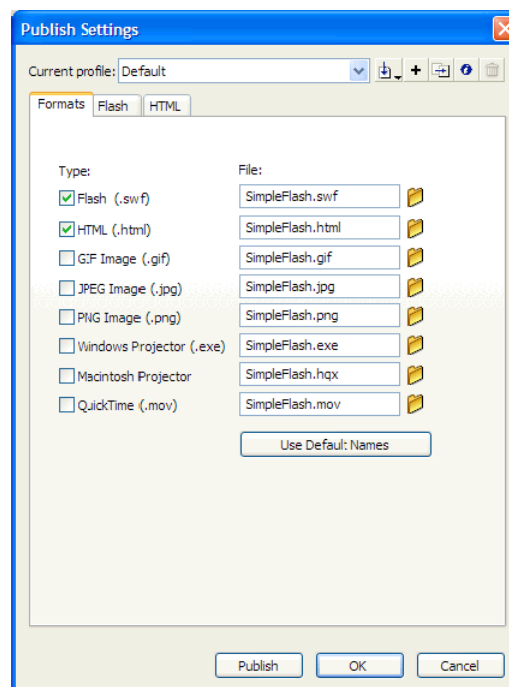 Publish Settings
Current profile: Default
Formats Flash HTML
Type: File:
Flash (.swf) SimpleFlash.swf
HTML (.html) SimpleFlash.html
GIF Image (.gif) SimpleFlash.gif
JPEG Image (.jpg) SimpleFlash.jpg
PNG Image (.png) SimpleFlash.png
Windows Projector (.exe) SimpleFlash.exe
Macintosh Projector SimpleFlash.hqx
QuickTime (.mov) SimpleFlash.mov
Use Default Names
Publish OK Cancel